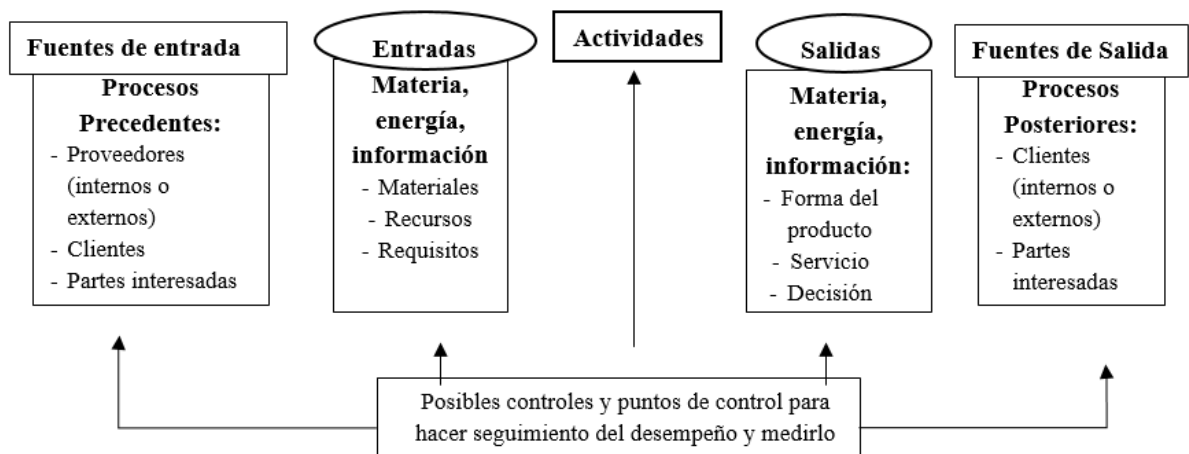 Fuentes de entrada
Procesos
Precedentes:
- Proveedores
(internos o
externos)
- Clientes
- Partes interesadas
Entradas
Materia,
energía,
información
- Materiales
- Recursos
- Requisitos
Actividades
Salidas
Materia,
energía,
información:
- Forma del
producto
- Servicio
- Decisión
Fuentes de Salida
Procesos
Posteriores:
- Clientes
(internos o
externos)
- Partes
interesadas
Posibles controles y puntos de control para
hacer seguimiento del desempeño y medirlo